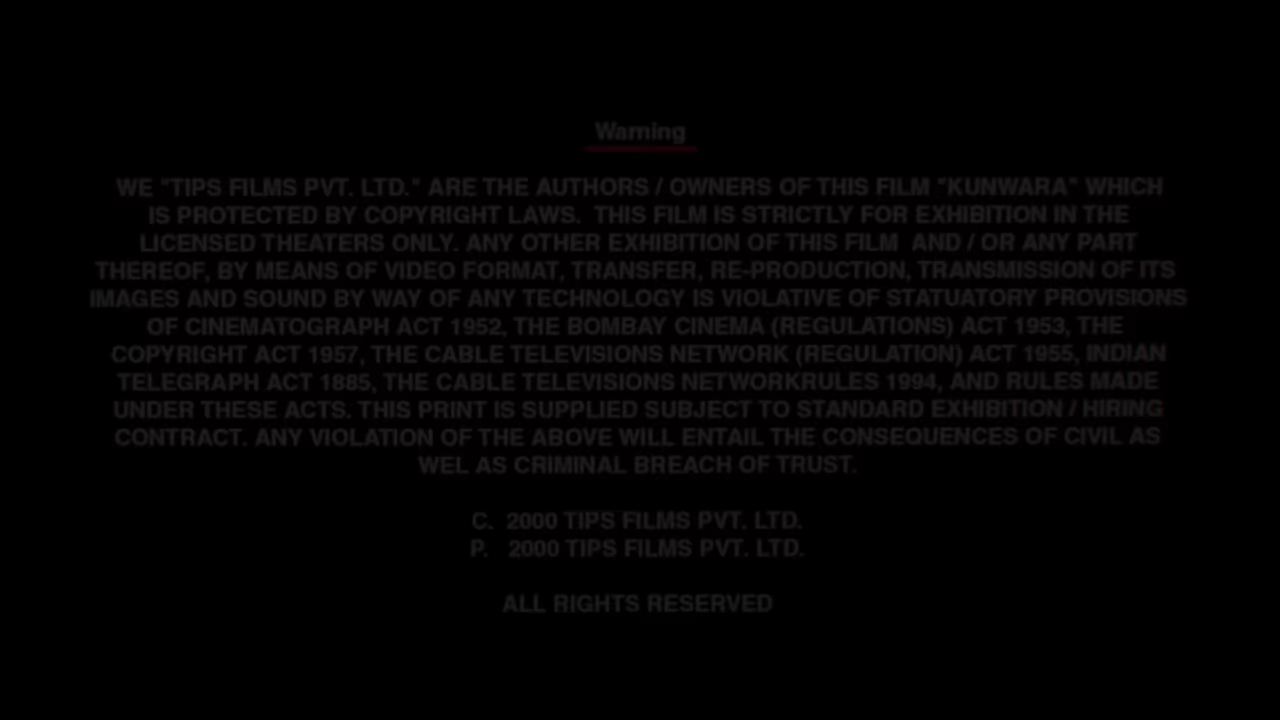 Warning
WE "TIPS FILMS PVT. LTD." ARE THE AUTHORS / OWNERS OF THIS FILM "KUNWARA" WHICH
IS PROTECTED BY COPYRIGHT LAWS. THIS FILM IS STRICTLY FOR EXHIBITION IN THE
LICENSED THEATERS ONLY. ANY OTHER EXHIBITION OF THIS FILM AND / OR ANY PART
THEREOF, BY MEANS OF VIDEO FORMAT, TRANSFER, RE-PRODUCTION, TRANSMISSION OF ITS
IMAGES AND SOUND BY WAY OF ANY TECHNOLOGY IS VIOLATIVE OF STATUATORY PROVISIONS
OF CINEMATOGRAPH ACT 1952, THE BOMBAY CINEMA (REGULATIONS) ACT 1953, THE
COPYRIGHT ACT 1957, THE CABLE TELEVISIONS NETWORK (REGULATION) ACT 1955, INDIAN
TELEGRAPH ACT 1885, THE CABLE TELEVISIONS NETWORKRULES 1994, AND RULES MADE
UNDER THESE ACTS. THIS PRINT IS SUPPLIED SUBJECT TO STANDARD EXHIBITION / HIRING
CONTRACT. ANY VIOLATION OF THE ABOVE WILL ENTAIL THE CONSEQUENCES OF CIVIL AS
WEL AS CRIMINAL BREACH OF TRUST.
C. 2000 TIPS FILMS PVT. LTD.
P. 2000 TIPS FILMS PVT. LTD.
ALL RIGHTS RESERVED